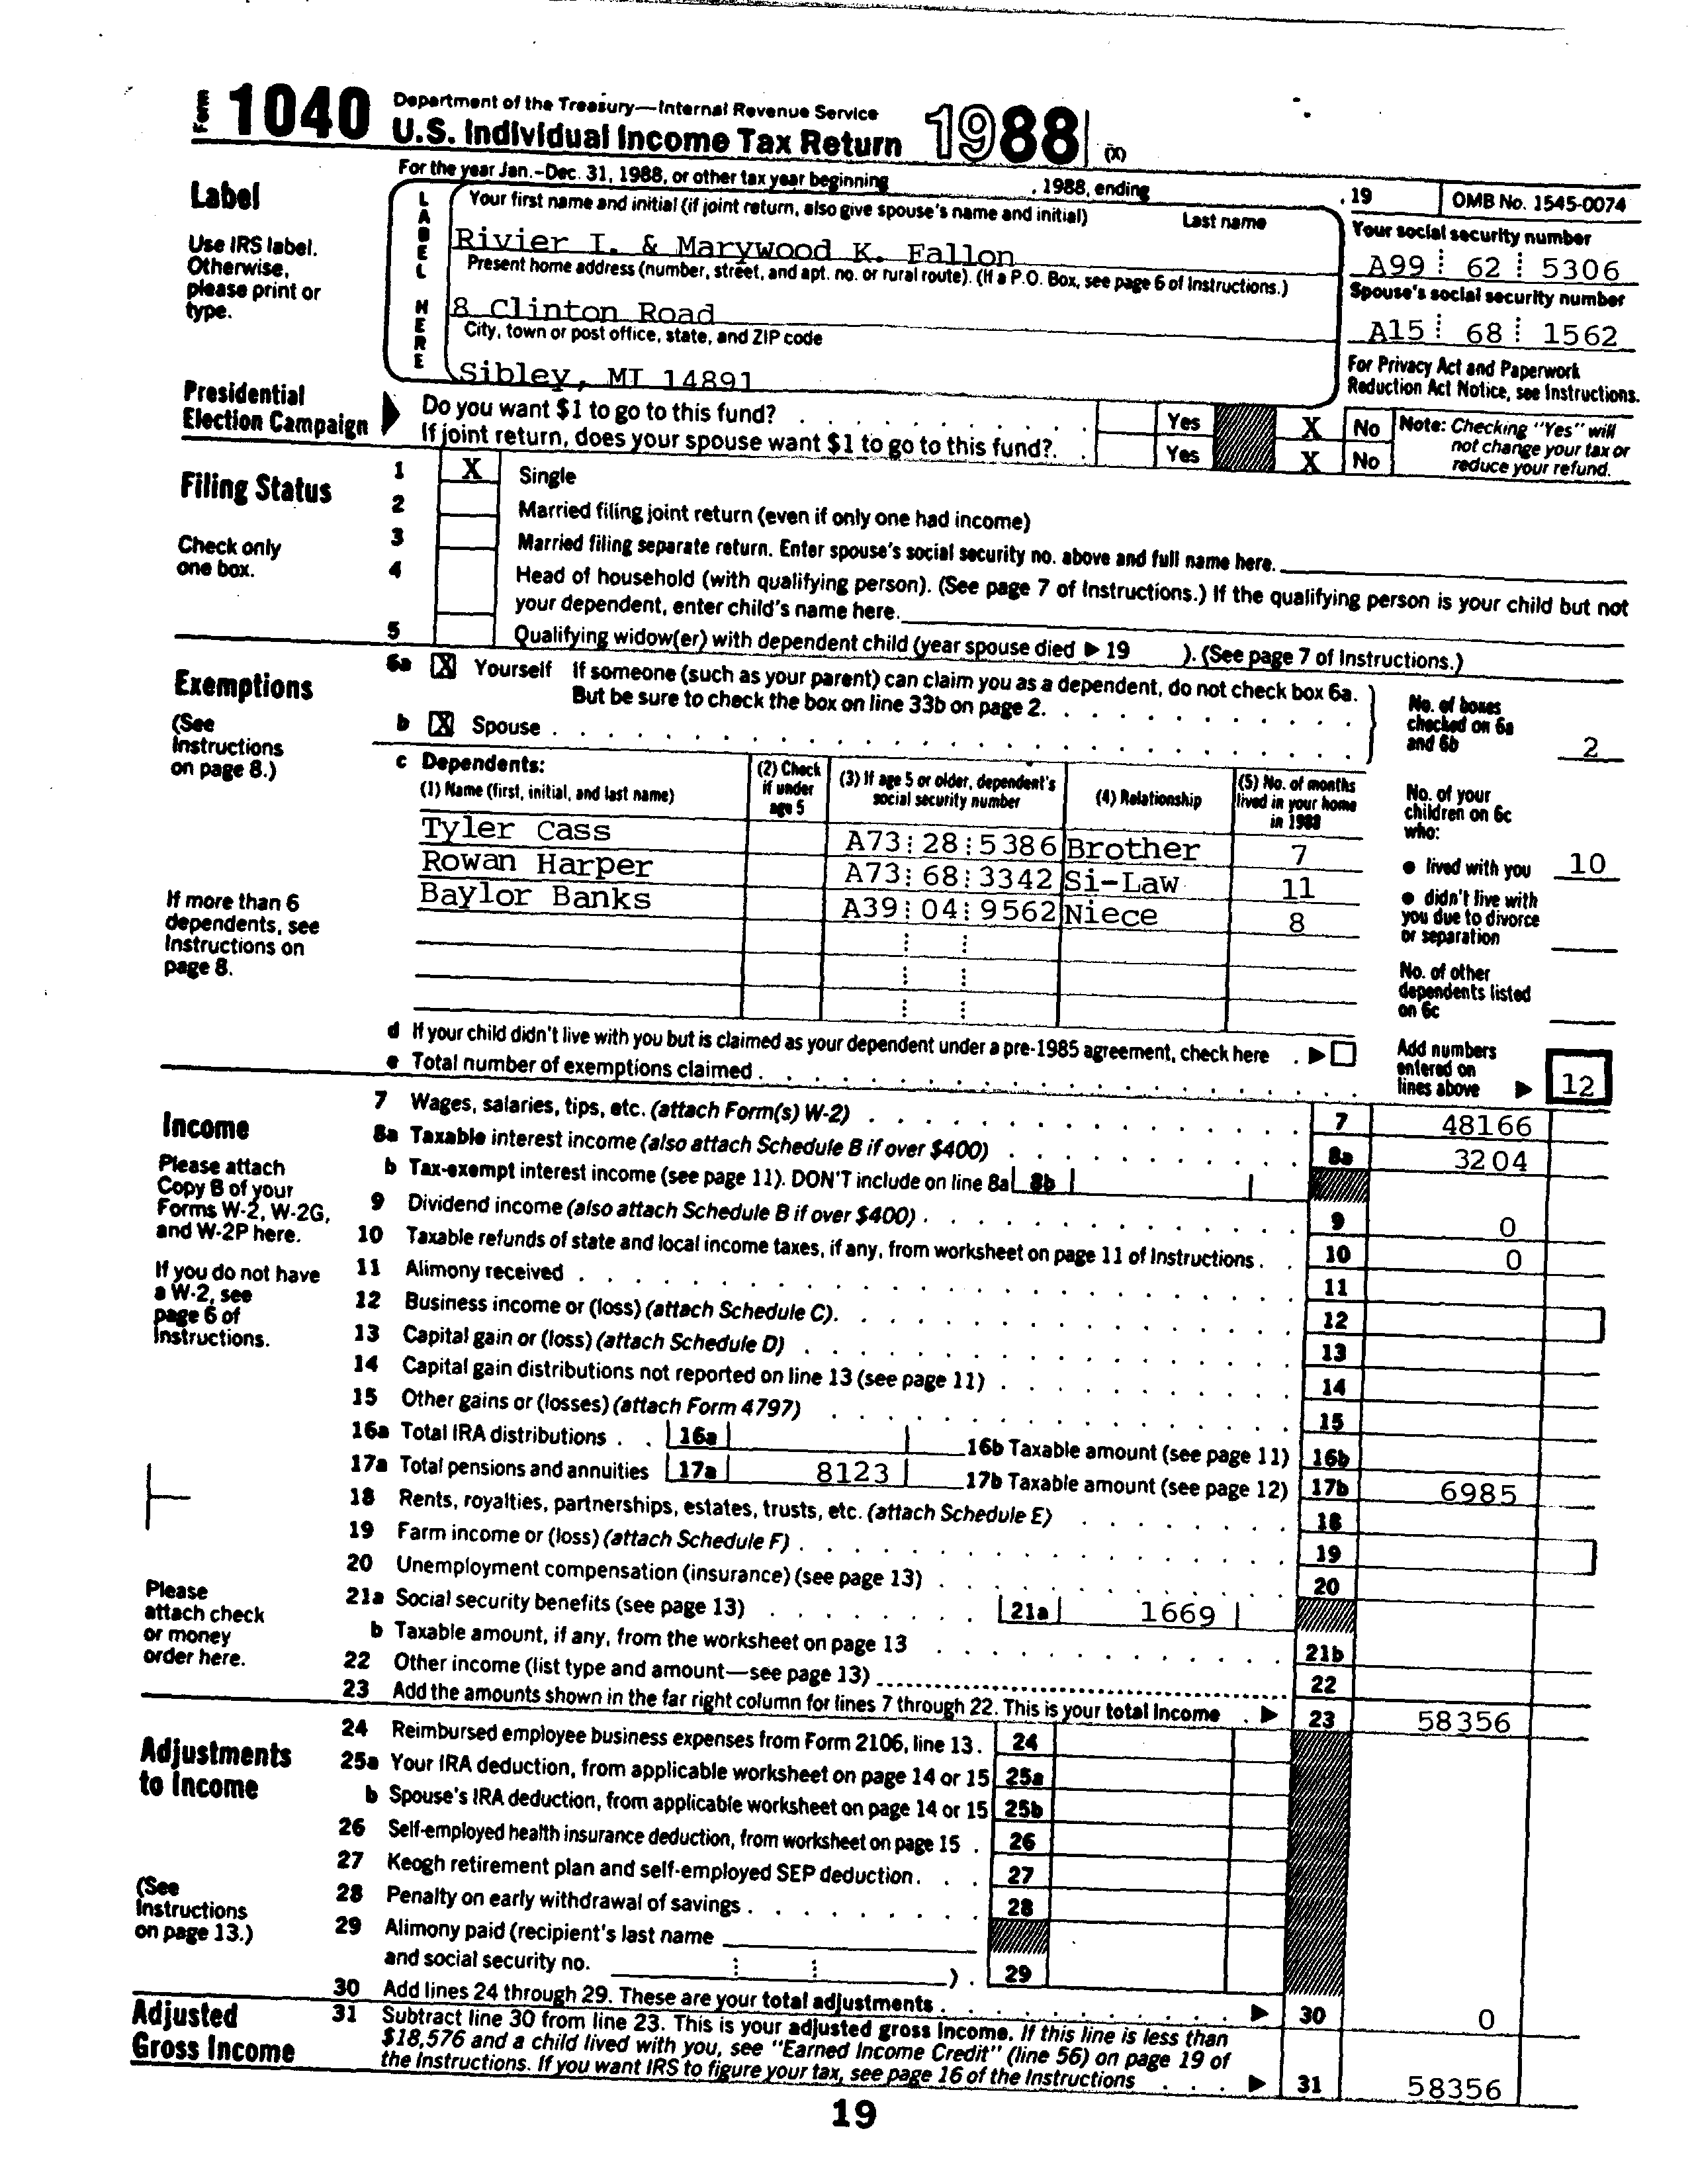 Form 1040 Department of the Treasury—Internal Revenue Service
U.S. Individual Income Tax Return 1988 (X)
For the year Jan.–Dec. 31, 1988, or other tax year beginning , 1988, ending , 19 OMB No. 1545-0074
Label
Use IRS label. Otherwise, please print or type.
LABEL HERE
Your first name and initial (if joint return, also give spouse's name and initial) Last name
Rivier I. & Marywood K. Fallon
Your social security number
A99 62 5306
Present home address (number, street, and apt. no. or rural route). (If a P.O. Box, see page 6 of Instructions.)
8 Clinton Road
Spouse's social security number
A15 68 1562
City, town or post office, state, and ZIP code
Sibley, MI 14891
For Privacy Act and Paperwork Reduction Act Notice, see Instructions.
Presidential Election Campaign
Do you want $1 to go to this fund? Yes X No
If joint return, does your spouse want $1 to go to this fund? Yes X No
Note: Checking "Yes" will not change your tax or reduce your refund.
Filing Status
Check only one box.
1 X Single
2 Married filing joint return (even if only one had income)
3 Married filing separate return. Enter spouse's social security no. above and full name here.
4 Head of household (with qualifying person). (See page 7 of Instructions.) If the qualifying person is your child but not
your dependent, enter child's name here.
5 Qualifying widow(er) with dependent child (year spouse died ▶ 19 ). (See page 7 of Instructions.)
Exemptions
(See Instructions on page 8.)
6a X Yourself If someone (such as your parent) can claim you as a dependent, do not check box 6a.
But be sure to check the box on line 33b on page 2.
b X Spouse
No. of boxes checked on 6a and 6b 2
c Dependents:
(1) Name (first, initial, and last name) (2) Check if under age 5 (3) If age 5 or older, dependent's social security number (4) Relationship (5) No. of months lived in your home in 1988
Tyler Cass A73 28 5386 Brother 7
Rowan Harper A73 68 3342 Si-Law 11
Baylor Banks A39 04 9562 Niece 8
No. of your children on 6c who:
● lived with you 10
● didn't live with you due to divorce or separation
No. of other dependents listed on 6c
If more than 6 dependents, see Instructions on page 8.
d If your child didn't live with you but is claimed as your dependent under a pre-1985 agreement, check here ▶
e Total number of exemptions claimed
Add numbers entered on lines above ▶ 12
Income
Please attach Copy B of your Forms W-2, W-2G, and W-2P here.
If you do not have a W-2, see page 6 of Instructions.
Please attach check or money order here.
7 Wages, salaries, tips, etc. (attach Form(s) W-2) 7 48166
8a Taxable interest income (also attach Schedule B if over $400) 8a 3204
b Tax-exempt interest income (see page 11). DON'T include on line 8a 8b
9 Dividend income (also attach Schedule B if over $400) 9 0
10 Taxable refunds of state and local income taxes, if any, from worksheet on page 11 of Instructions 10 0
11 Alimony received 11
12 Business income or (loss) (attach Schedule C) 12
13 Capital gain or (loss) (attach Schedule D) 13
14 Capital gain distributions not reported on line 13 (see page 11) 14
15 Other gains or (losses) (attach Form 4797) 15
16a Total IRA distributions 16a 16b Taxable amount (see page 11) 16b
17a Total pensions and annuities 17a 8123 17b Taxable amount (see page 12) 17b 6985
18 Rents, royalties, partnerships, estates, trusts, etc. (attach Schedule E) 18
19 Farm income or (loss) (attach Schedule F) 19
20 Unemployment compensation (insurance) (see page 13) 20
21a Social security benefits (see page 13) 21a 1669
b Taxable amount, if any, from the worksheet on page 13 21b
22 Other income (list type and amount—see page 13) 22
23 Add the amounts shown in the far right column for lines 7 through 22. This is your total income ▶ 23 58356
Adjustments to Income
(See Instructions on page 13.)
24 Reimbursed employee business expenses from Form 2106, line 13. 24
25a Your IRA deduction, from applicable worksheet on page 14 or 15 25a
b Spouse's IRA deduction, from applicable worksheet on page 14 or 15 25b
26 Self-employed health insurance deduction, from worksheet on page 15 26
27 Keogh retirement plan and self-employed SEP deduction 27
28 Penalty on early withdrawal of savings 28
29 Alimony paid (recipient's last name
and social security no. ) 29
30 Add lines 24 through 29. These are your total adjustments ▶ 30 0
Adjusted Gross Income
31 Subtract line 30 from line 23. This is your adjusted gross income. If this line is less than
$18,576 and a child lived with you, see "Earned Income Credit" (line 56) on page 19 of
the Instructions. If you want IRS to figure your tax, see page 16 of the Instructions ▶ 31 58356
19